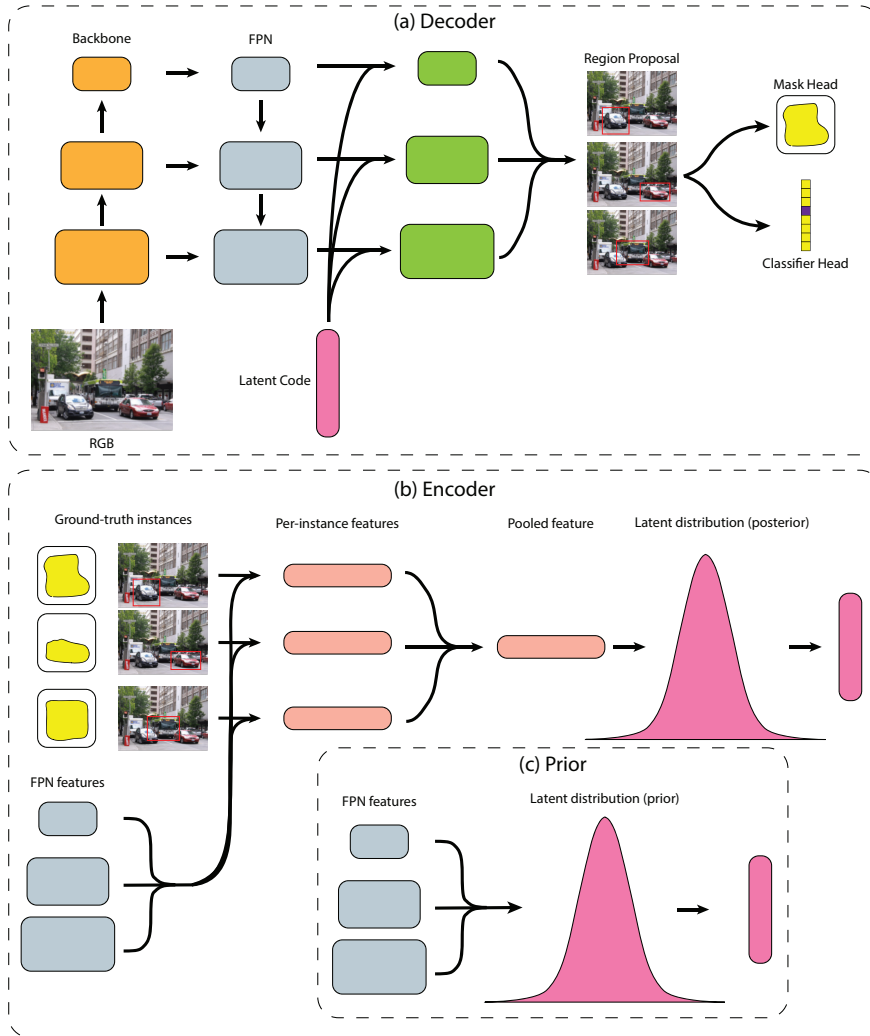 (a) Decoder
Backbone
FPN
Region Proposal
Mask Head
Classifier Head
Latent Code
RGB
(b) Encoder
Ground-truth instances
Per-instance features
Pooled feature
Latent distribution (posterior)
(c) Prior
FPN features
FPN features
Latent distribution (prior)